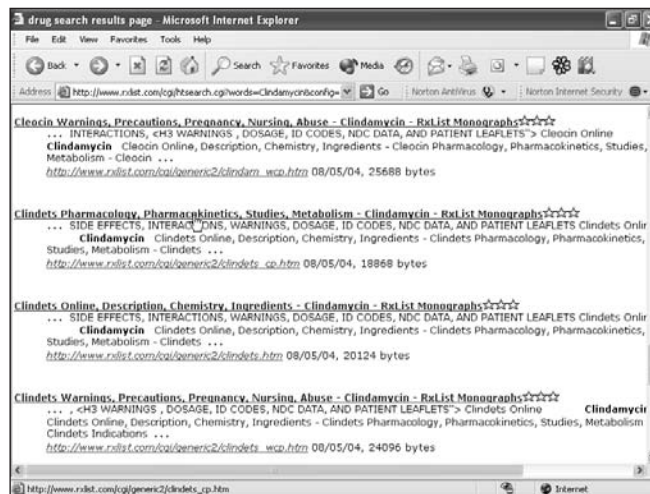 drug search results page - Microsoft Internet Explorer
File Edit View Favorites Tools Help
Back Search Favorites Media
Address http://www.rxlist.com/cgi/htsearch.cgi?words=Clindamycin&config= Go Norton AntiVirus Norton Internet Security
Cleocin Warnings, Precautions, Pregnancy, Nursing, Abuse - Clindamycin - RxList Monographs
... INTERACTIONS, <H3 WARNINGS , DOSAGE, ID CODES, NDC DATA, AND PATIENT LEAFLETS"> Cleocin Online
Clindamycin Cleocin Online, Description, Chemistry, Ingredients - Cleocin Pharmacology, Pharmacokinetics, Studies,
Metabolism - Cleocin ...
http://www.rxlist.com/cgi/generic2/clindam_wcp.htm 08/05/04, 25688 bytes
Clindets Pharmacology, Pharmacokinetics, Studies, Metabolism - Clindamycin - RxList Monographs
... SIDE EFFECTS, INTERACTIONS, WARNINGS, DOSAGE, ID CODES, NDC DATA, AND PATIENT LEAFLETS Clindets Onlin
Clindamycin Clindets Online, Description, Chemistry, Ingredients - Clindets Pharmacology, Pharmacokinetics,
Studies, Metabolism - Clindets ...
http://www.rxlist.com/cgi/generic2/clindets_cp.htm 08/05/04, 18868 bytes
Clindets Online, Description, Chemistry, Ingredients - Clindamycin - RxList Monographs
... SIDE EFFECTS, INTERACTIONS, WARNINGS, DOSAGE, ID CODES, NDC DATA, AND PATIENT LEAFLETS Clindets Onlin
Clindamycin Clindets Online, Description, Chemistry, Ingredients - Clindets Pharmacology, Pharmacokinetics,
Studies, Metabolism - Clindets ...
http://www.rxlist.com/cgi/generic2/clindets.htm 08/05/04, 20124 bytes
Clindets Warnings, Precautions, Pregnancy, Nursing, Abuse - Clindamycin - RxList Monographs
... , <H3 WARNINGS , DOSAGE, ID CODES, NDC DATA, AND PATIENT LEAFLETS"> Clindets Online Clindamycin
Clindets Online, Description, Chemistry, Ingredients - Clindets Pharmacology, Pharmacokinetics, Studies, Metabolism
Clindets Indications ...
http://www.rxlist.com/cgi/generic2/clindets_wcp.htm 08/05/04, 24096 bytes
http://www.rxlist.com/cgi/generic2/clindets_cp.htm Internet